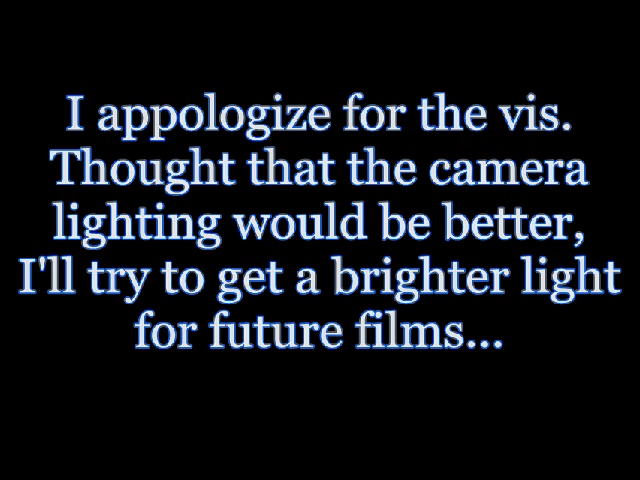 I appologize for the vis.
Thought that the camera
lighting would be better,
I'll try to get a brighter light
for future films...